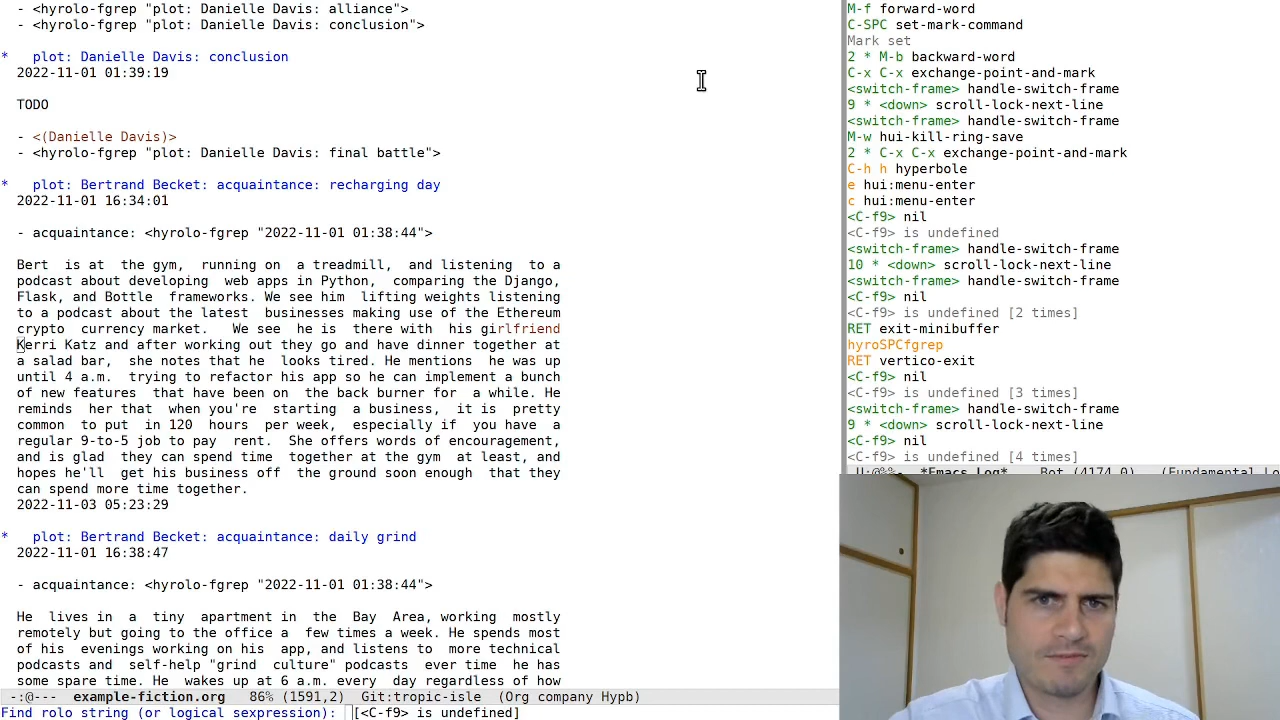 - <hyrolo-fgrep "plot: Danielle Davis: alliance">
- <hyrolo-fgrep "plot: Danielle Davis: conclusion">
* plot: Danielle Davis: conclusion
2022-11-01 01:39:19
TODO
- <(Danielle Davis)>
- <hyrolo-fgrep "plot: Danielle Davis: final battle">
* plot: Bertrand Becket: acquaintance: recharging day
2022-11-01 16:34:01
- acquaintance: <hyrolo-fgrep "2022-11-01 01:38:44">
Bert is at the gym, running on a treadmill, and listening to a
podcast about developing web apps in Python, comparing the Django,
Flask, and Bottle frameworks. We see him lifting weights listening
to a podcast about the latest businesses making use of the Ethereum
crypto currency market. We see he is there with his girlfriend
Kerri Katz and after working out they go and have dinner together at
a salad bar, she notes that he looks tired. He mentions he was up
until 4 a.m. trying to refactor his app so he can implement a bunch
of new features that have been on the back burner for a while. He
reminds her that when you're starting a business, it is pretty
common to put in 120 hours per week, especially if you have a
regular 9-to-5 job to pay rent. She offers words of encouragement,
and is glad they can spend time together at the gym at least, and
hopes he'll get his business off the ground soon enough that they
can spend more time together.
2022-11-03 05:23:29
* plot: Bertrand Becket: acquaintance: daily grind
2022-11-01 16:38:47
- acquaintance: <hyrolo-fgrep "2022-11-01 01:38:44">
He lives in a tiny apartment in the Bay Area, working mostly
remotely but going to the office a few times a week. He spends most
of his evenings working on his app, and listens to more technical
podcasts and self-help "grind culture" podcasts ever time he has
some spare time. He wakes up at 6 a.m. every day regardless of how
-:@---- example-fiction.org 86% (1591,2) Git:tropic-isle (Org company Hypb)
Find rolo string (or logical sexpression): [<C-f9> is undefined]
M-f forward-word
C-SPC set-mark-command
Mark set
2 * M-b backward-word
C-x C-x exchange-point-and-mark
<switch-frame> handle-switch-frame
9 * <down> scroll-lock-next-line
<switch-frame> handle-switch-frame
M-w hui-kill-ring-save
2 * C-x C-x exchange-point-and-mark
C-h h hyperbole
e hui:menu-enter
c hui:menu-enter
<C-f9> nil
<C-f9> is undefined
<switch-frame> handle-switch-frame
10 * <down> scroll-lock-next-line
<switch-frame> handle-switch-frame
<C-f9> nil
<C-f9> is undefined [2 times]
RET exit-minibuffer
hyroSPCfgrep
RET vertico-exit
<C-f9> nil
<C-f9> is undefined [3 times]
<switch-frame> handle-switch-frame
9 * <down> scroll-lock-next-line
<C-f9> nil
<C-f9> is undefined [4 times]
U:@%%- *Emacs Log* Bot (4174,0) (Fundamental Lo